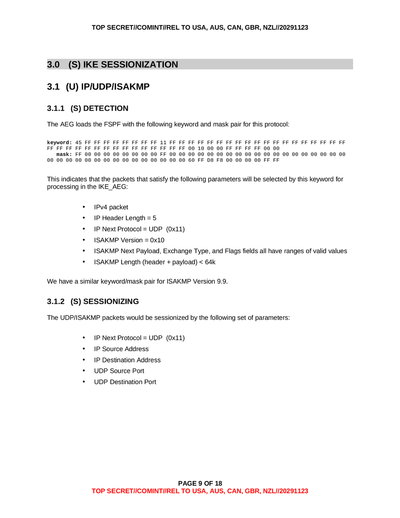 TOP SECRET//COMINT//REL TO USA, AUS, CAN, GBR, NZL//20291123
3.0 (S) IKE SESSIONIZATION
3.1 (U) IP/UDP/ISAKMP
3.1.1 (S) DETECTION
The AEG loads the FSPF with the following keyword and mask pair for this protocol:
keyword: 45 FF FF FF FF FF FF FF FF 11 FF FF FF FF FF FF FF FF FF FF FF FF FF FF FF FF FF FF FF
FF FF FF FF FF FF FF FF FF FF FF FF FF FF FF 00 10 00 00 FF FF FF FF 00 00
mask: FF 00 00 00 00 00 00 00 00 FF 00 00 00 00 00 00 00 00 00 00 00 00 00 00 00 00 00 00 00
00 00 00 00 00 00 00 00 00 00 00 00 00 00 00 60 FF D8 F8 00 00 00 00 FF FF
This indicates that the packets that satisfy the following parameters will be selected by this keyword for
processing in the IKE_AEG:
• IPv4 packet
• IP Header Length = 5
• IP Next Protocol = UDP (0x11)
• ISAKMP Version = 0x10
• ISAKMP Next Payload, Exchange Type, and Flags fields all have ranges of valid values
• ISAKMP Length (header + payload) < 64k
We have a similar keyword/mask pair for ISAKMP Version 9.9.
3.1.2 (S) SESSIONIZING
The UDP/ISAKMP packets would be sessionized by the following set of parameters:
• IP Next Protocol = UDP (0x11)
• IP Source Address
• IP Destination Address
• UDP Source Port
• UDP Destination Port
PAGE 9 OF 18
TOP SECRET//COMINT//REL TO USA, AUS, CAN, GBR, NZL//20291123